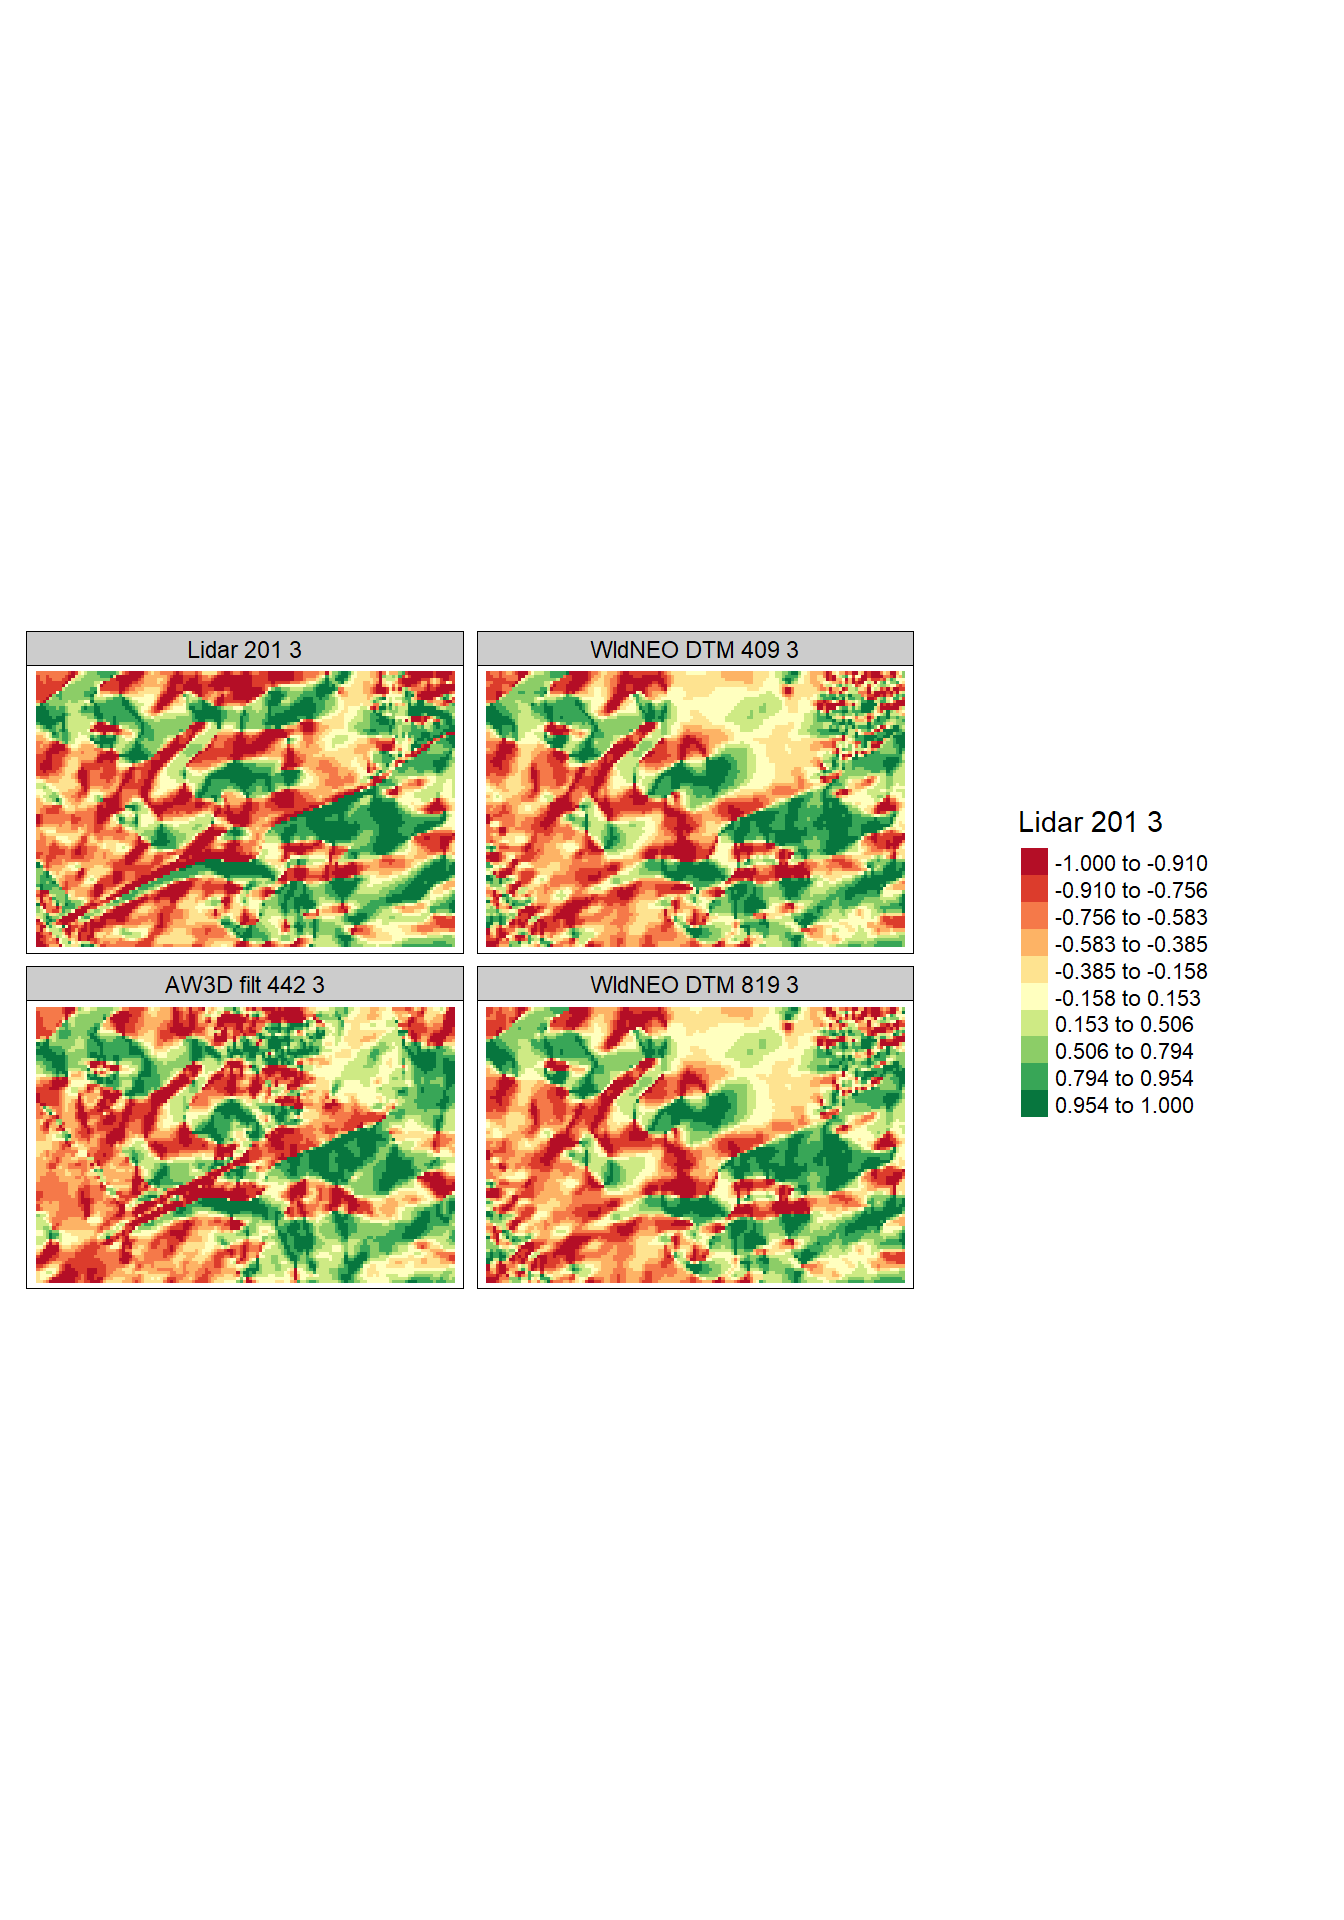 Lidar 201 3
WldNEO DTM 409 3
AW3D filt 442 3
WldNEO DTM 819 3
Lidar 201 3
-1.000 to -0.910
-0.910 to -0.756
-0.756 to -0.583
-0.583 to -0.385
-0.385 to -0.158
-0.158 to 0.153
0.153 to 0.506
0.506 to 0.794
0.794 to 0.954
0.954 to 1.000